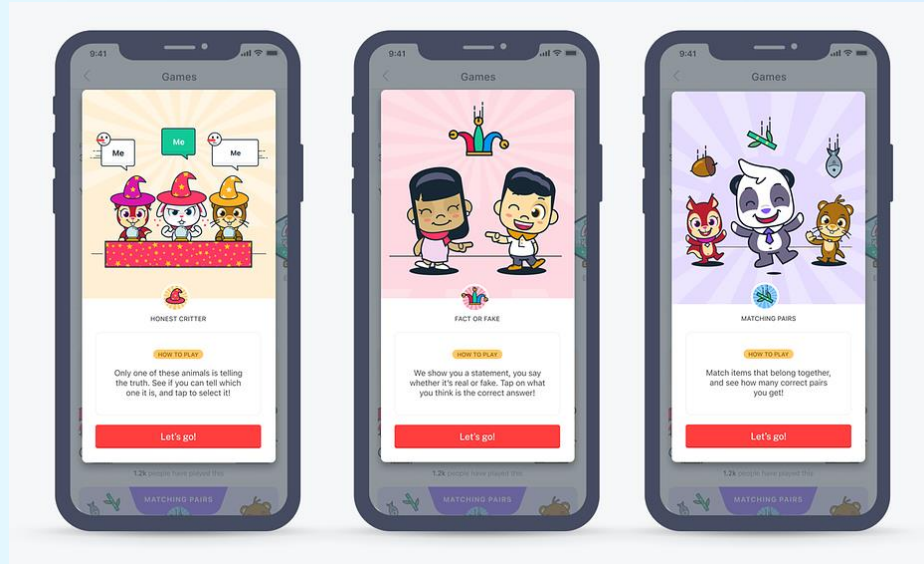 9:41
Games
Me
Me
Me
HONEST CRITTER
HOW TO PLAY
Only one of these animals is telling
the truth. See if you can tell which
one it is, and tap to select it!
Let's go!
1.2k people have played this
MATCHING PAIRS
9:41
Games
FACT OR FAKE
HOW TO PLAY
We show you a statement, you say
whether it's real or fake. Tap on what
you think is the correct answer!
Let's go!
1.2k people have played this
MATCHING PAIRS
9:41
Games
MATCHING PAIRS
HOW TO PLAY
Match items that belong together,
and see how many correct pairs
you get!
Let's go!
1.2k people have played this
MATCHING PAIRS